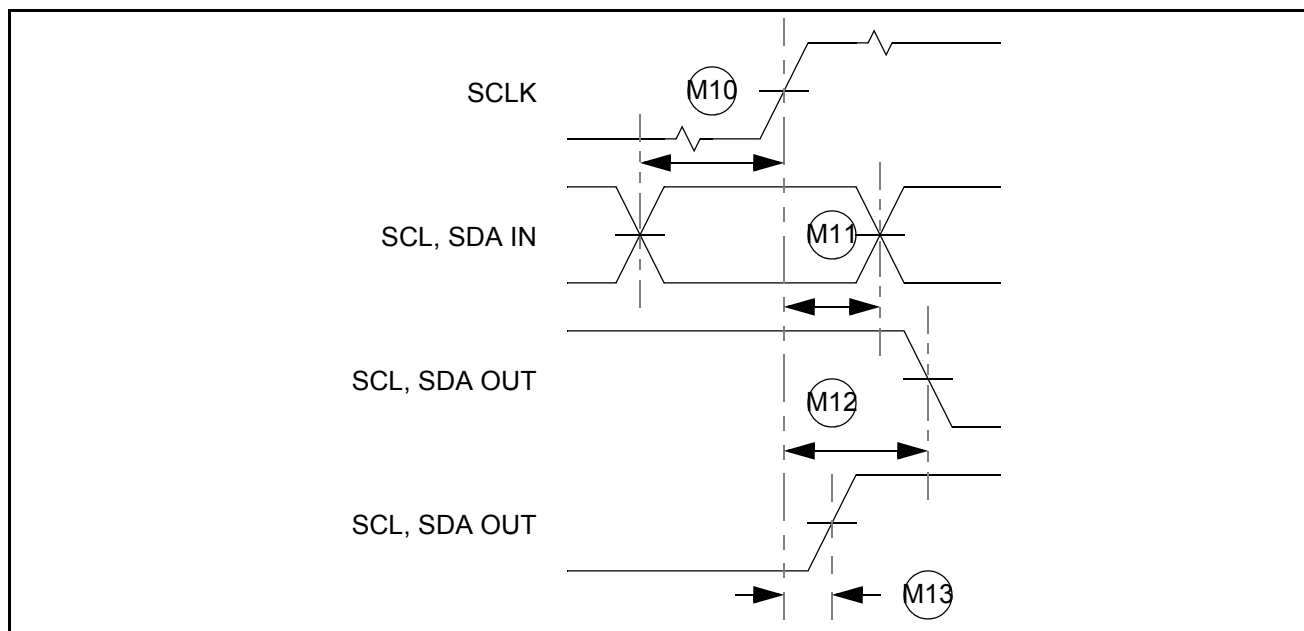 SCLK
M10
SCL, SDA IN
M11
SCL, SDA OUT
M12
SCL, SDA OUT
M13